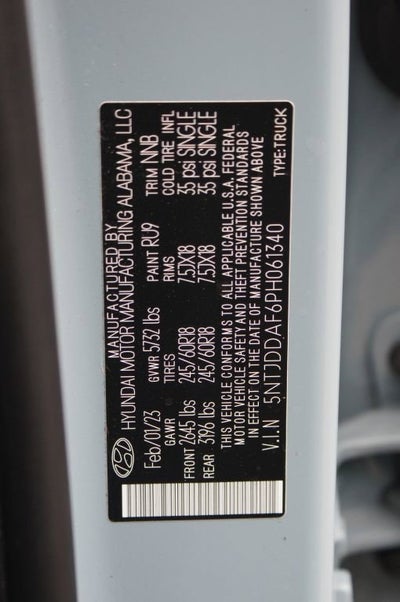 MANUFACTURED BY
HYUNDAI MOTOR MANUFACTURING ALABAMA, LLC
Feb/01/23 GVWR 5732 lbs PAINT RU9 TRIM NNB
GAWR TIRES RIMS COLD TIRE INFL
FRONT 2645 lbs 245/60R18 7.5JX18 35 psi SINGLE
REAR 3196 lbs 245/60R18 7.5JX18 35 psi SINGLE
THIS VEHICLE CONFORMS TO ALL APPLICABLE U.S.A. FEDERAL
MOTOR VEHICLE SAFETY AND THEFT PREVENTION STANDARDS
IN EFFECT ON THE DATE OF MANUFACTURE SHOWN ABOVE
V.I.N 5NTJDDAF6PH061340 TYPE:TRUCK